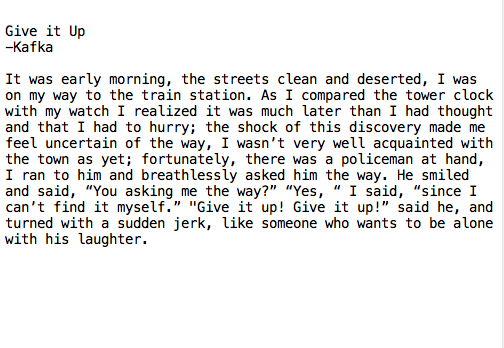 Give it Up
—Kafka
It was early morning, the streets clean and deserted, I was
on my way to the train station. As I compared the tower clock
with my watch I realized it was much later than I had thought
and that I had to hurry; the shock of this discovery made me
feel uncertain of the way, I wasn’t very well acquainted with
the town as yet; fortunately, there was a policeman at hand,
I ran to him and breathlessly asked him the way. He smiled
and said, “You asking me the way?” “Yes, “ I said, “since I
can’t find it myself.” "Give it up! Give it up!” said he, and
turned with a sudden jerk, like someone who wants to be alone
with his laughter.